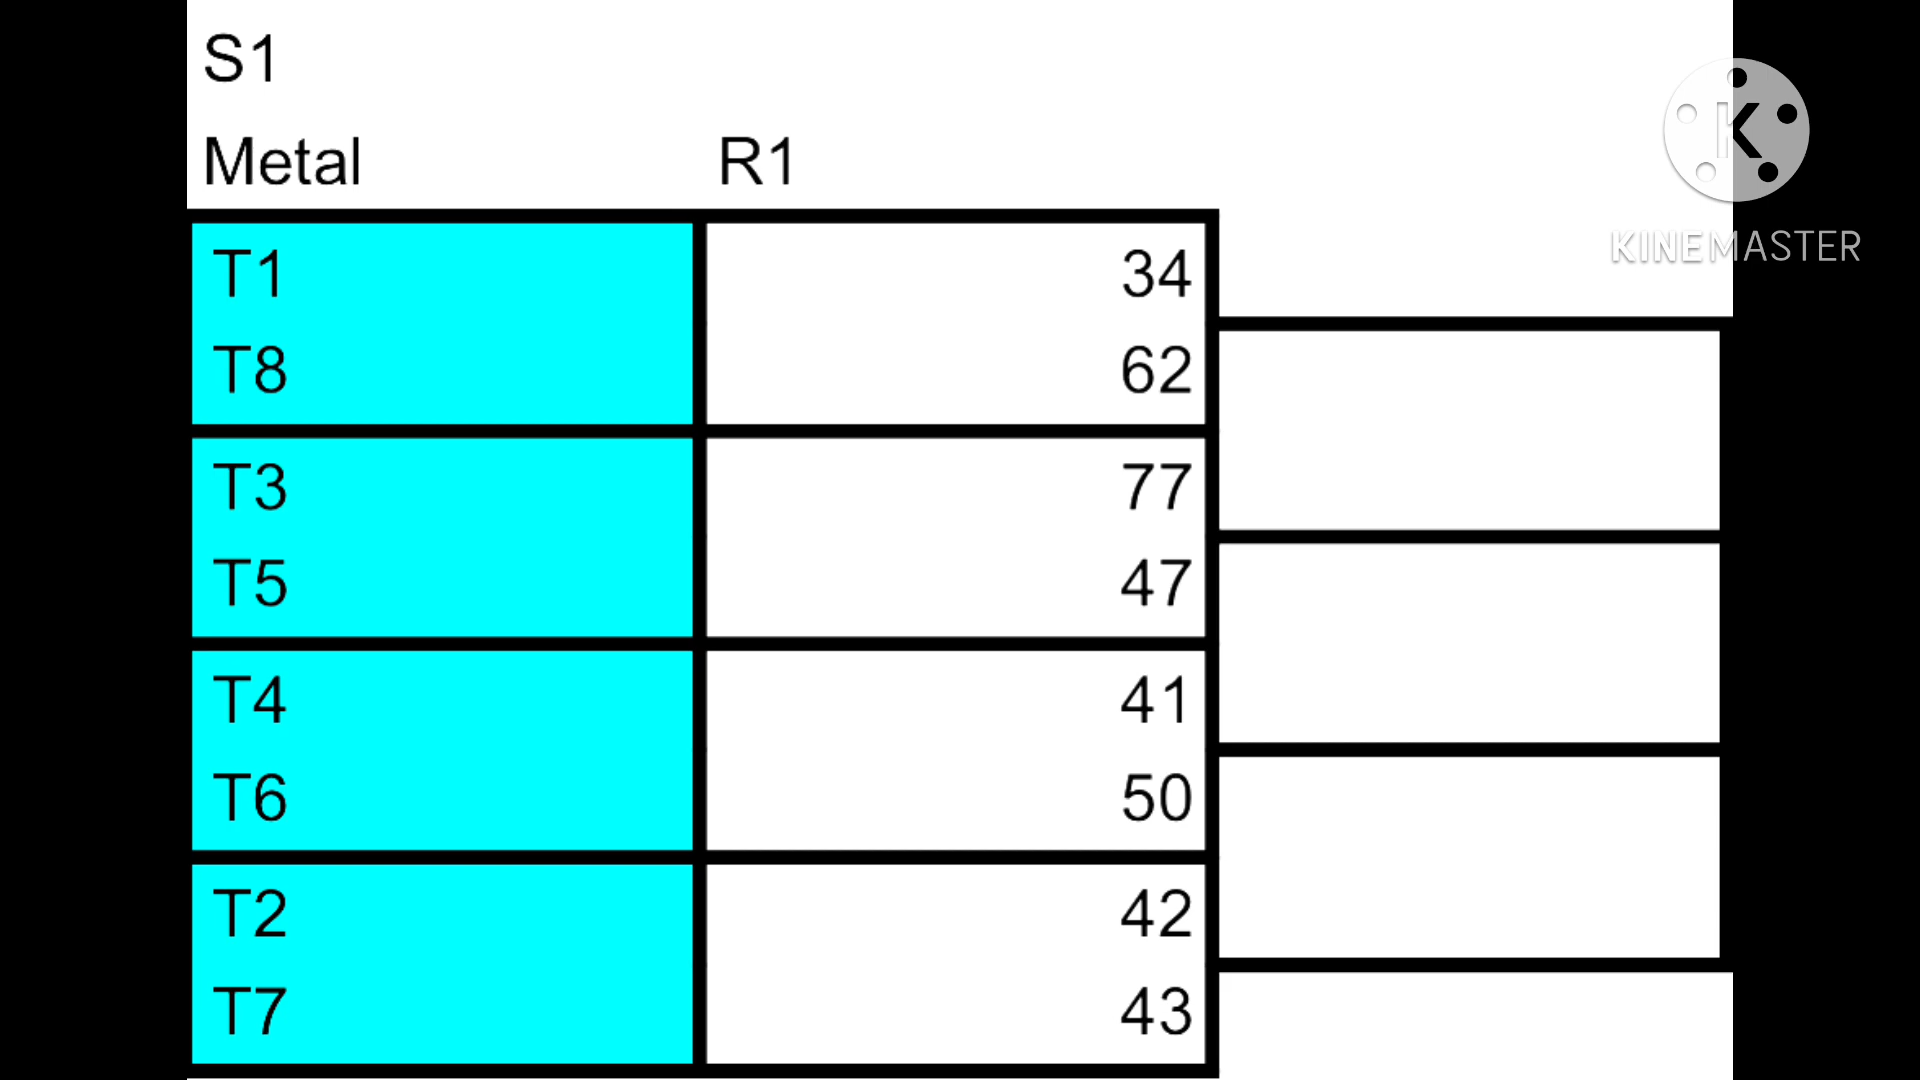 S1
Metal R1
T1 34
T8 62
T3 77
T5 47
T4 41
T6 50
T2 42
T7 43
K
KINEMASTER